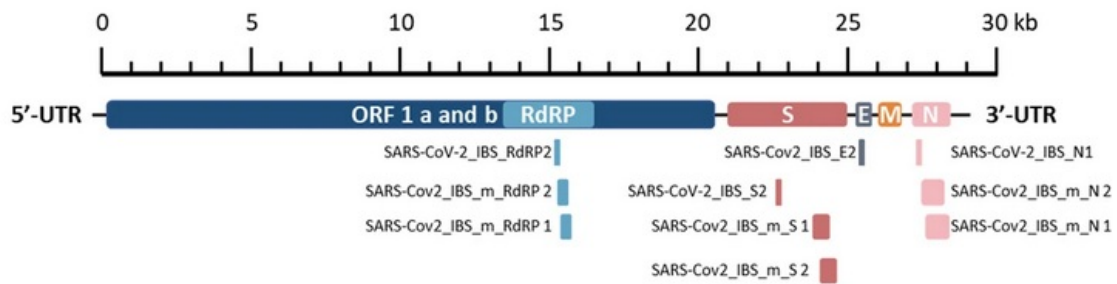 0 5 10 15 20 25 30 kb
5’-UTR ORF 1 a and b RdRP S E M N 3’-UTR
SARS-CoV-2_IBS_RdRP2 SARS-Cov2_IBS_E2 SARS-CoV-2_IBS_N1
SARS-Cov2_IBS_m_RdRP 2 SARS-CoV-2_IBS_S2 SARS-Cov2_IBS_m_N 2
SARS-Cov2_IBS_m_RdRP 1 SARS-Cov2_IBS_m_S 1 SARS-Cov2_IBS_m_N 1
SARS-Cov2_IBS_m_S 2